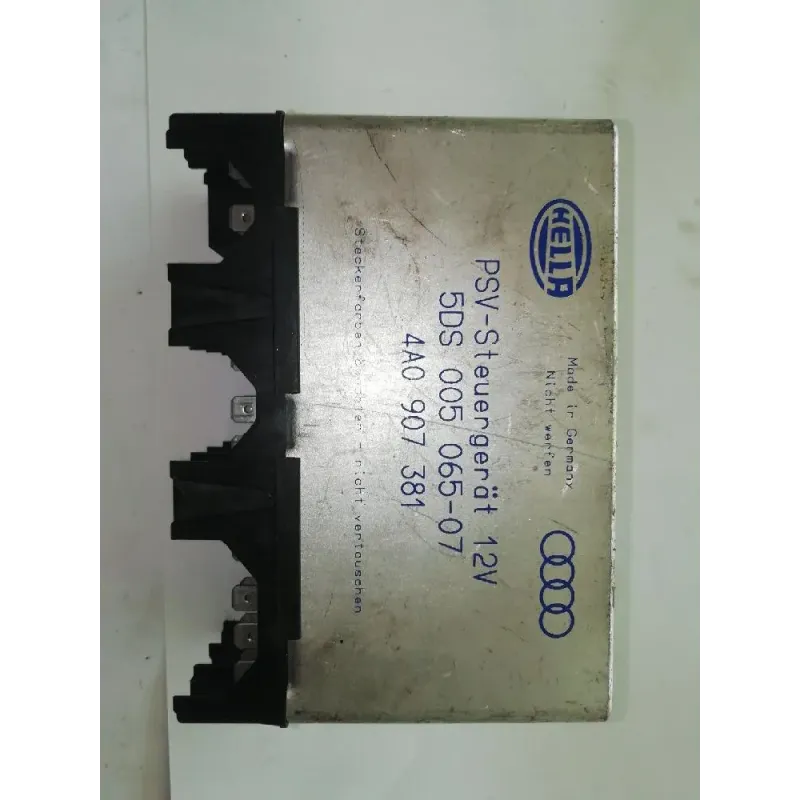 HELLA
Made in Germany
Nicht werfen
PSV-Steuergerät 12V
5DS 005 065-07
4A0 907 381
Steckerfarben beachten - nicht vertauschen